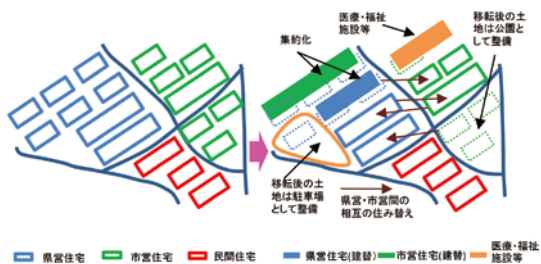 医療・福祉
施設等
集約化
移転後の土
地は公園と
して整備
移転後の土
地は駐車場
として整備
県営・市営間の
相互の住み替え
県営住宅
市営住宅
民間住宅
県営住宅(建替)
市営住宅(建替)
医療・福祉
施設等